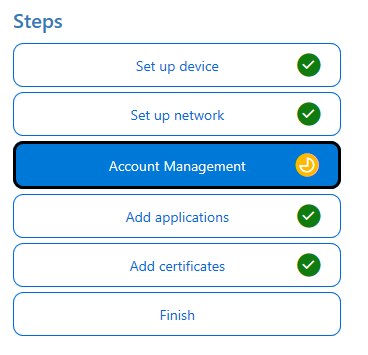 Steps
Set up device
Set up network
Account Management
Add applications
Add certificates
Finish